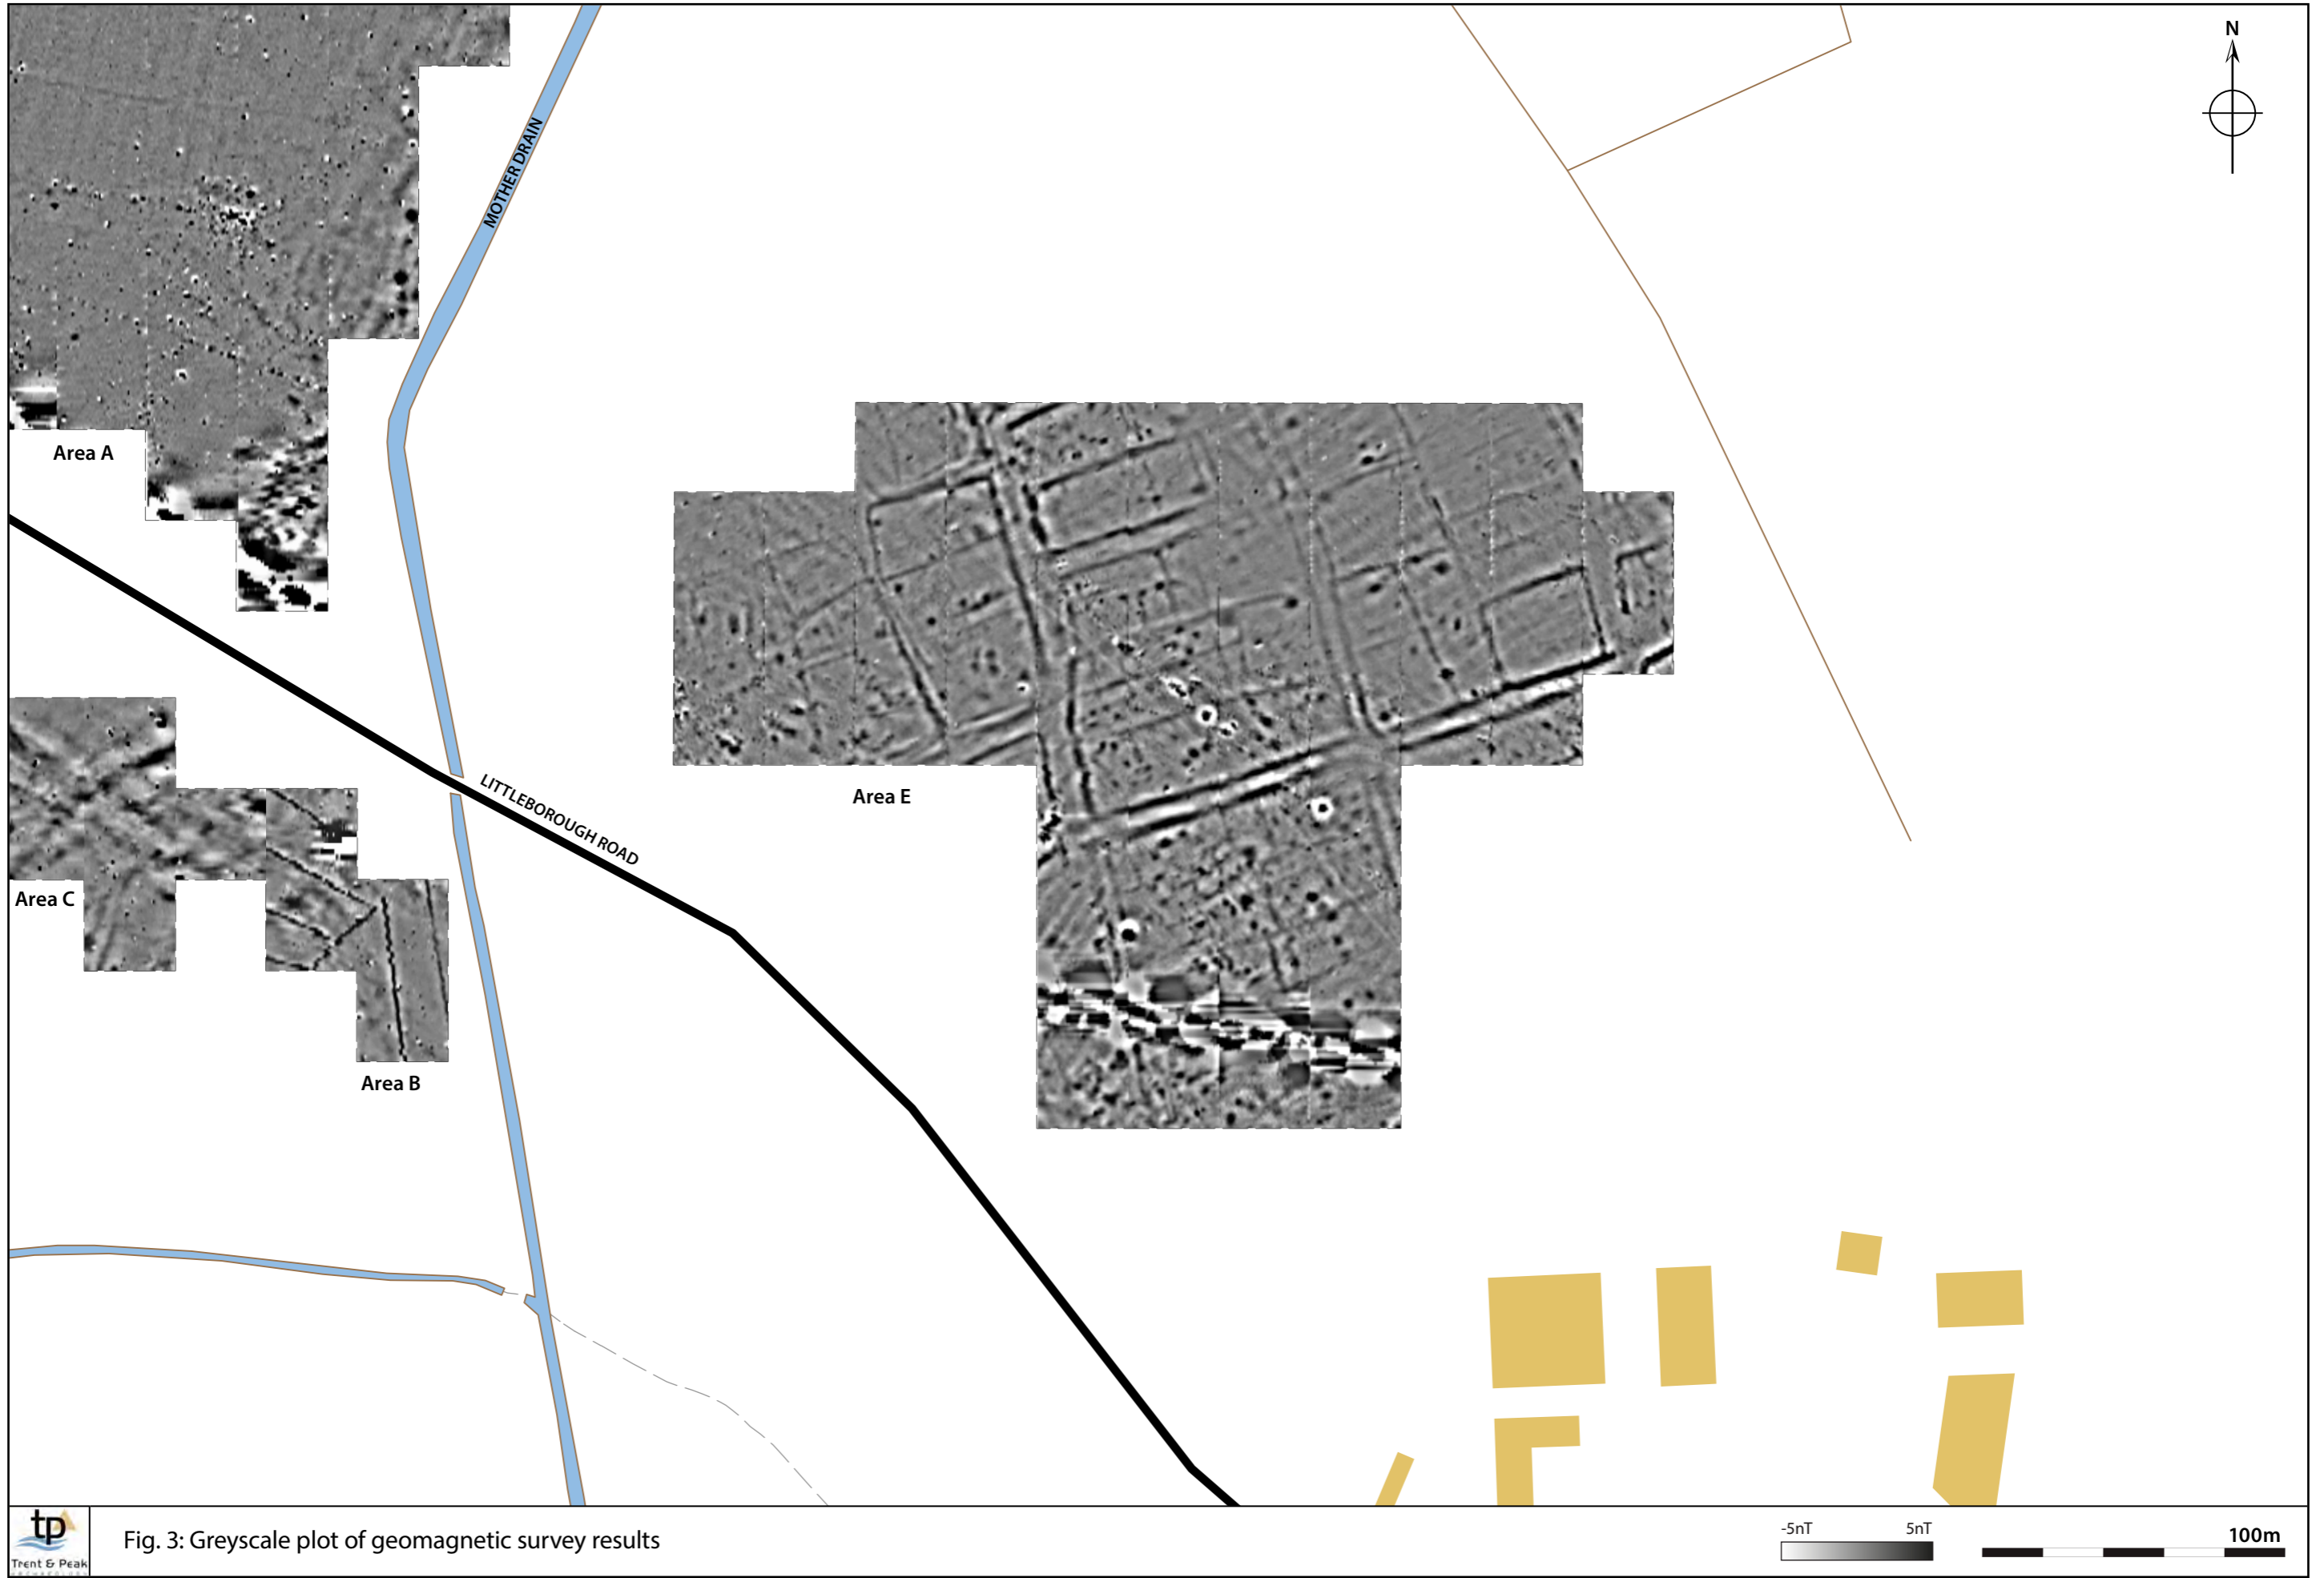 N
MOTHER DRAIN
Area A
LITTLEBOROUGH ROAD
Area E
Area C
Area B
tp
Trent & Peak
ARCHAEOLOGY
Fig. 3: Greyscale plot of geomagnetic survey results
-5nT 5nT
100m